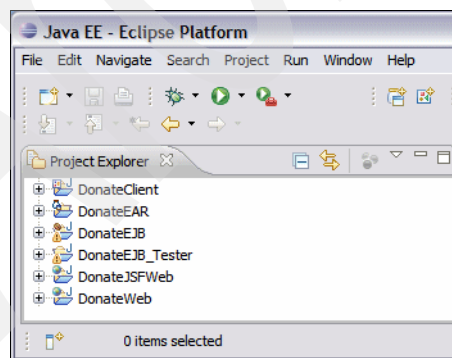 Java EE - Eclipse Platform
File Edit Navigate Search Project Run Window Help
Project Explorer
DonateClient
DonateEAR
DonateEJB
DonateEJB_Tester
DonateJSFWeb
DonateWeb
0 items selected